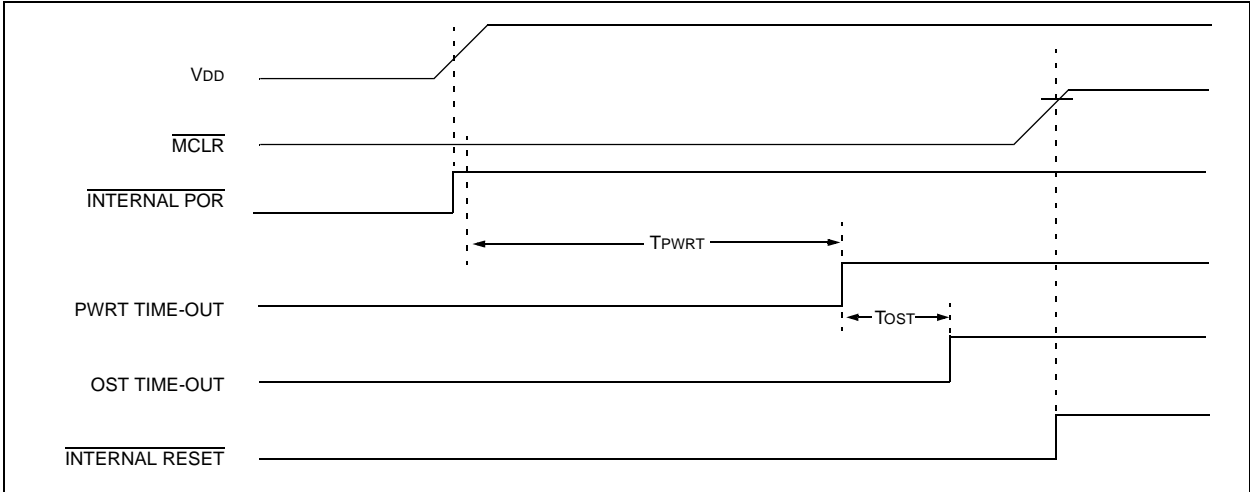 VDD
MCLR
INTERNAL POR
TPWRT
PWRT TIME-OUT
TOST
OST TIME-OUT
INTERNAL RESET